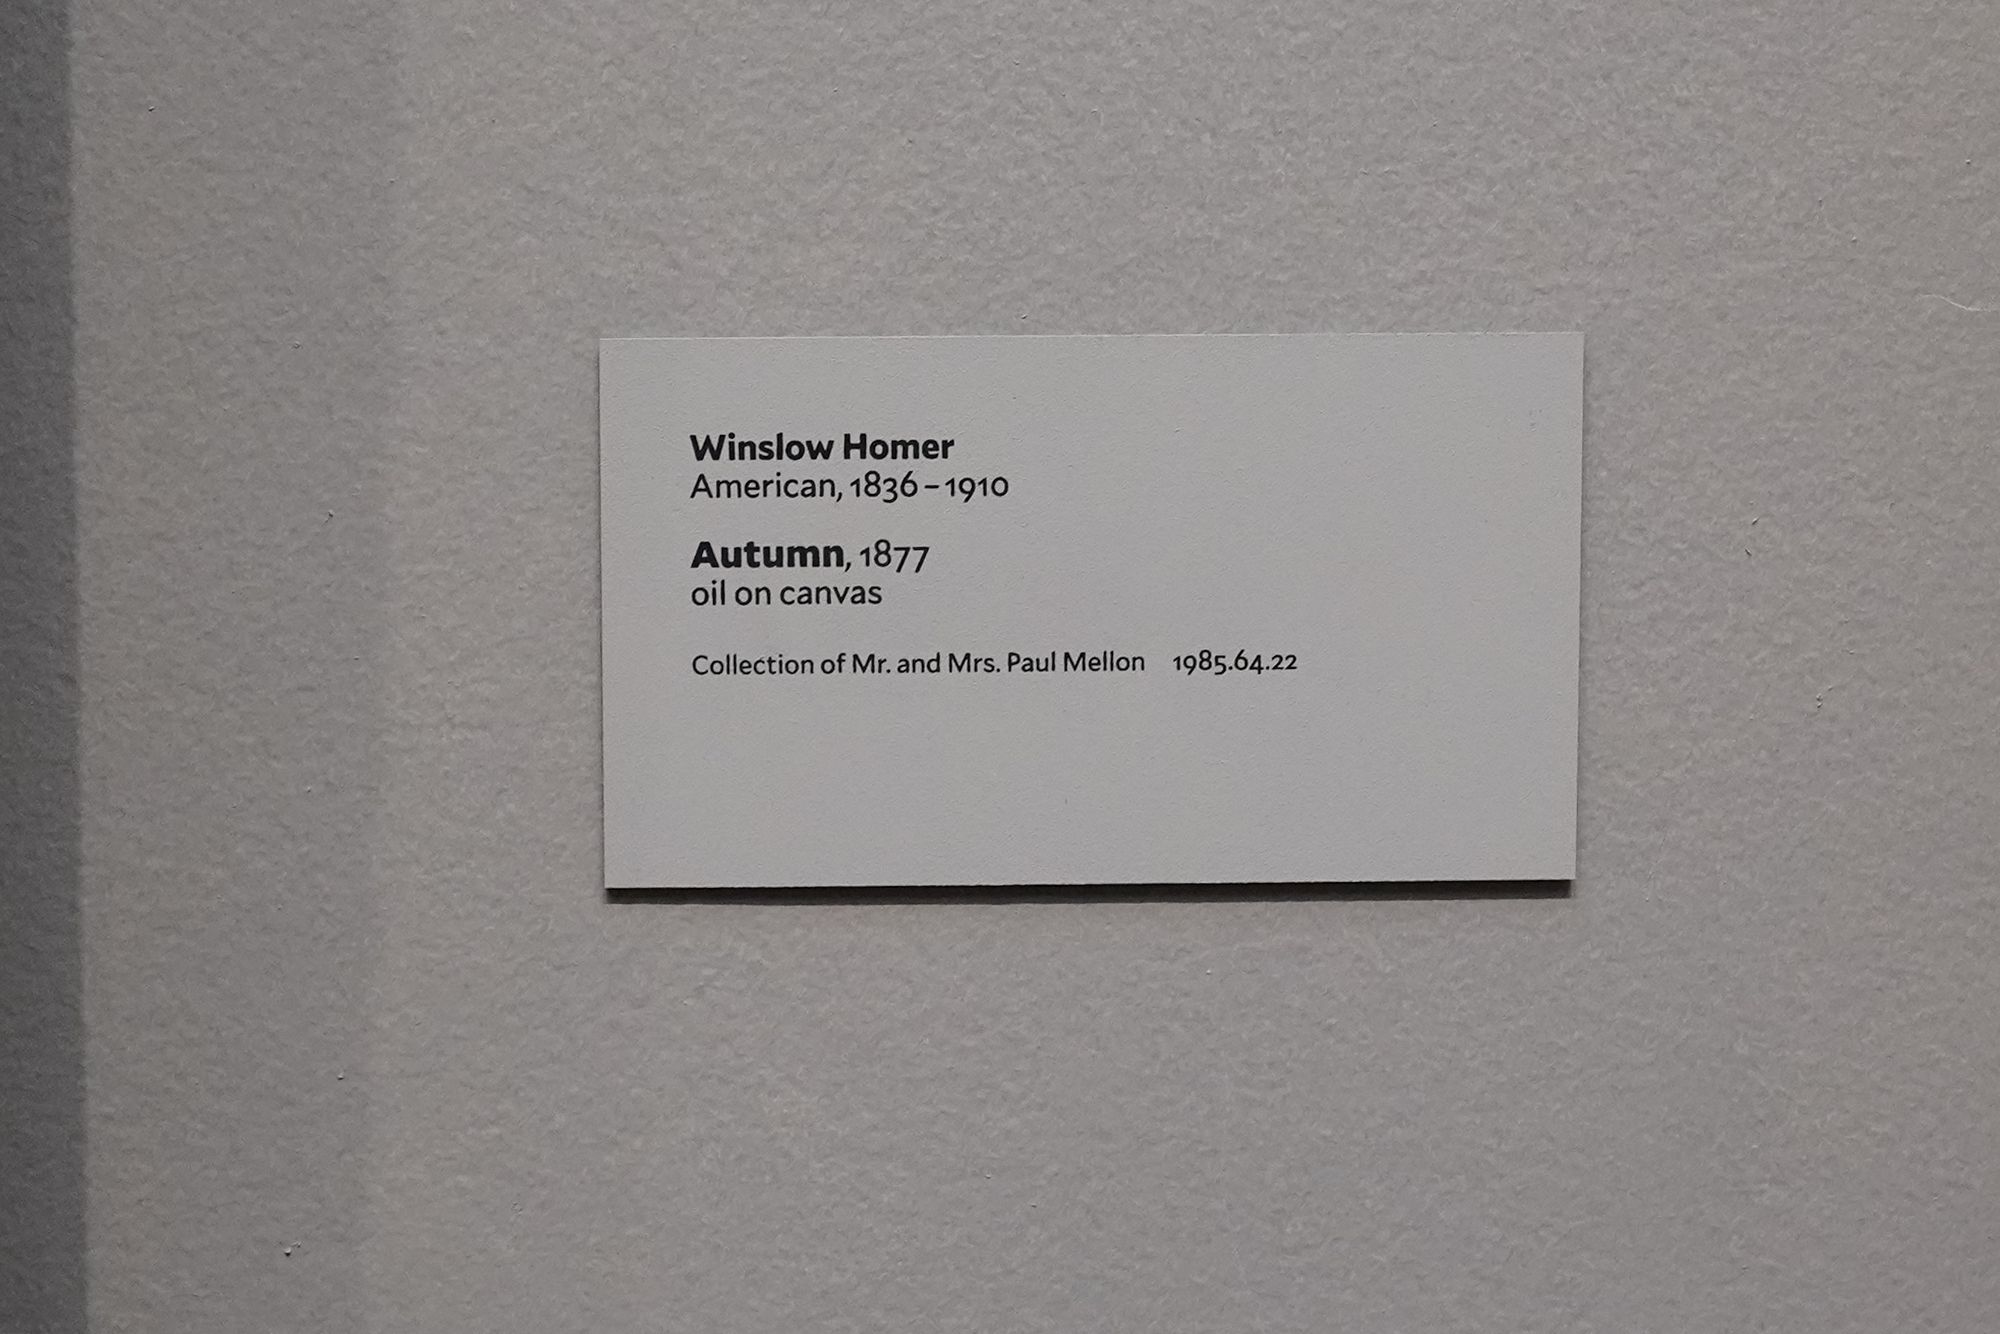 Winslow Homer
American, 1836–1910
Autumn, 1877
oil on canvas
Collection of Mr. and Mrs. Paul Mellon 1985.64.22